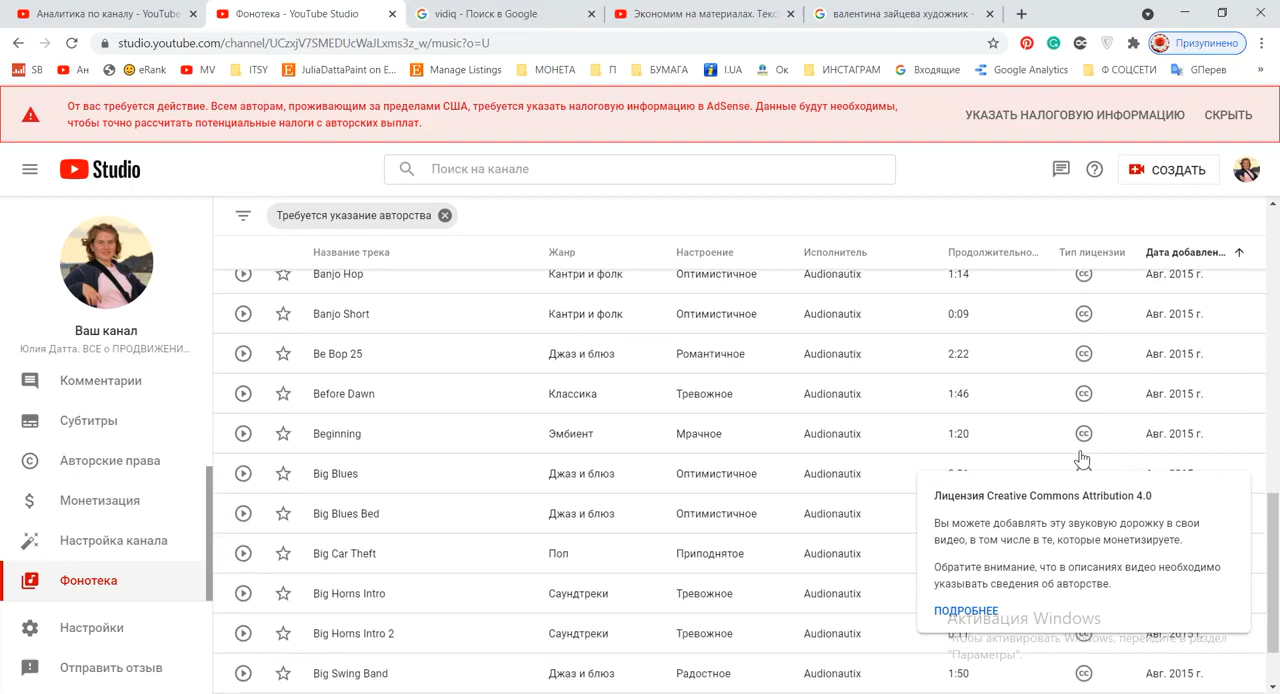 Аналитика по каналу - YouTube
Фонотека - YouTube Studio
vidiq - Поиск в Google
Экономим на материалах. Текс
валентина зайцева художник -
studio.youtube.com/channel/UCzxjV7SMEDUcWaJLxms3z_w/music?o=U
Призупинено
SB
Ан
eRank
MV
ITSY
JuliaDattaPaint on E...
Manage Listings
МОНЕТА
П
БУМАГА
I.UA
Ок
ИНСТАГРАМ
Входящие
Google Analytics
Ф СОЦСЕТИ
GПерев
»
От вас требуется действие. Всем авторам, проживающим за пределами США, требуется указать налоговую информацию в AdSense. Данные будут необходимы,
чтобы точно рассчитать потенциальные налоги с авторских выплат.
УКАЗАТЬ НАЛОГОВУЮ ИНФОРМАЦИЮ
СКРЫТЬ
Studio
Поиск на канале
СОЗДАТЬ
Ваш канал
Юлия Датта. ВСЕ о ПРОДВИЖЕНИ...
Комментарии
Субтитры
Авторские права
Монетизация
Настройка канала
Фонотека
Настройки
Отправить отзыв
Требуется указание авторства
Название трека Жанр Настроение Исполнитель Продолжительно... Тип лицензии Дата добавлен...
Banjo Hop Кантри и фолк Оптимистичное Audionautix 1:14 Авг. 2015 г.
Banjo Short Кантри и фолк Оптимистичное Audionautix 0:09 Авг. 2015 г.
Be Bop 25 Джаз и блюз Романтичное Audionautix 2:22 Авг. 2015 г.
Before Dawn Классика Тревожное Audionautix 1:46 Авг. 2015 г.
Beginning Эмбиент Мрачное Audionautix 1:20 Авг. 2015 г.
Big Blues Джаз и блюз Оптимистичное Audionautix
Big Blues Bed Джаз и блюз Оптимистичное Audionautix
Big Car Theft Поп Приподнятое Audionautix
Big Horns Intro Саундтреки Тревожное Audionautix
Big Horns Intro 2 Саундтреки Тревожное Audionautix 0:11 Авг. 2015 г.
Big Swing Band Джаз и блюз Радостное Audionautix 1:50 Авг. 2015 г.
Лицензия Creative Commons Attribution 4.0
Вы можете добавлять эту звуковую дорожку в свои
видео, в том числе в те, которые монетизируете.
Обратите внимание, что в описаниях видео необходимо
указывать сведения об авторстве.
ПОДРОБНЕЕ
Активация Windows
Чтобы активировать Windows, перейдите в раздел
"Параметры".